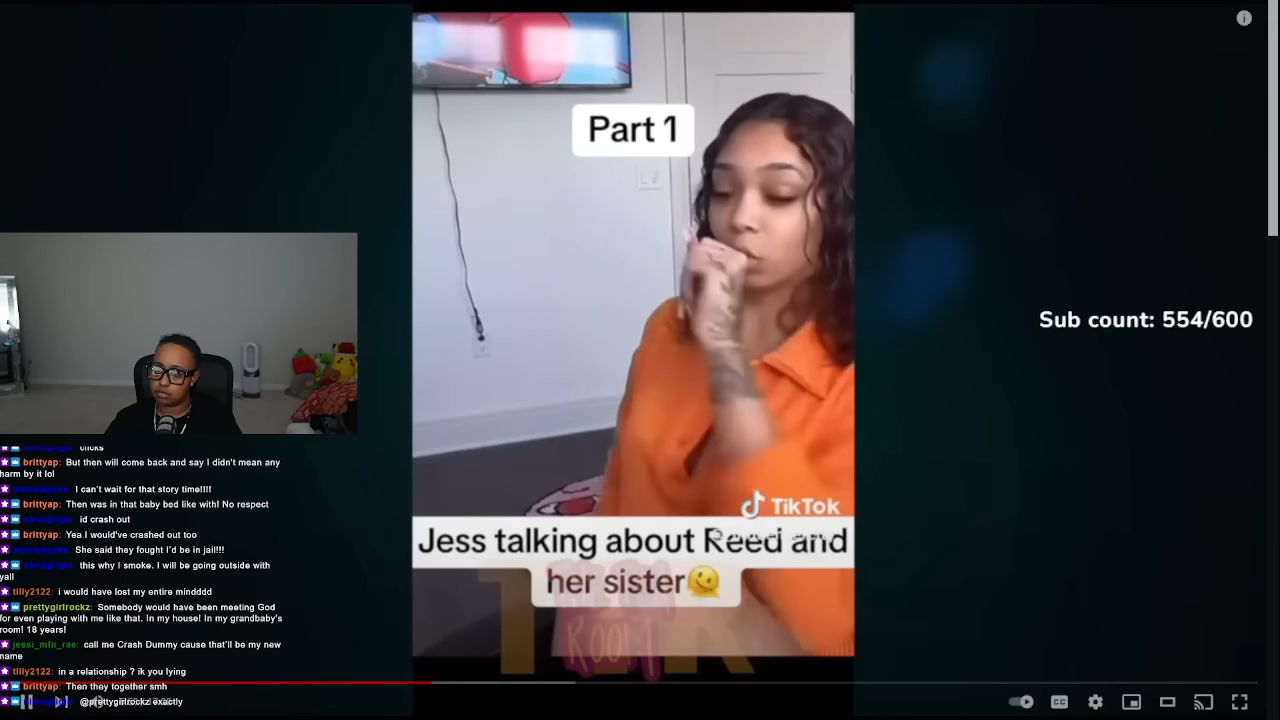 Part 1
Sub count: 554/600
TikTok
Jess talking about Reed and
her sister🫠
ROOM
clicks
brittyap: But then will come back and say I didn't mean any
harm by it lol
I can't wait for that story time!!!!
brittyap: Then was in that baby bed like with! No respect
id crash out
brittyap: Yea I would've crashed out too
She said they fought I'd be in jail!!!
this why I smoke. I will be going outside with
yall
tilly2122: i would have lost my entire mindddd
prettygirlrockz: Somebody would have been meeting God
for even playing with me like that. In my house! In my grandbaby's
room! 18 years!
jessi_mfn_rae: call me Crash Dummy cause that'll be my new
name
tilly2122: in a relationship ? ik you lying
brittyap: Then they together smh
@prettygirlrockz exactly
CC